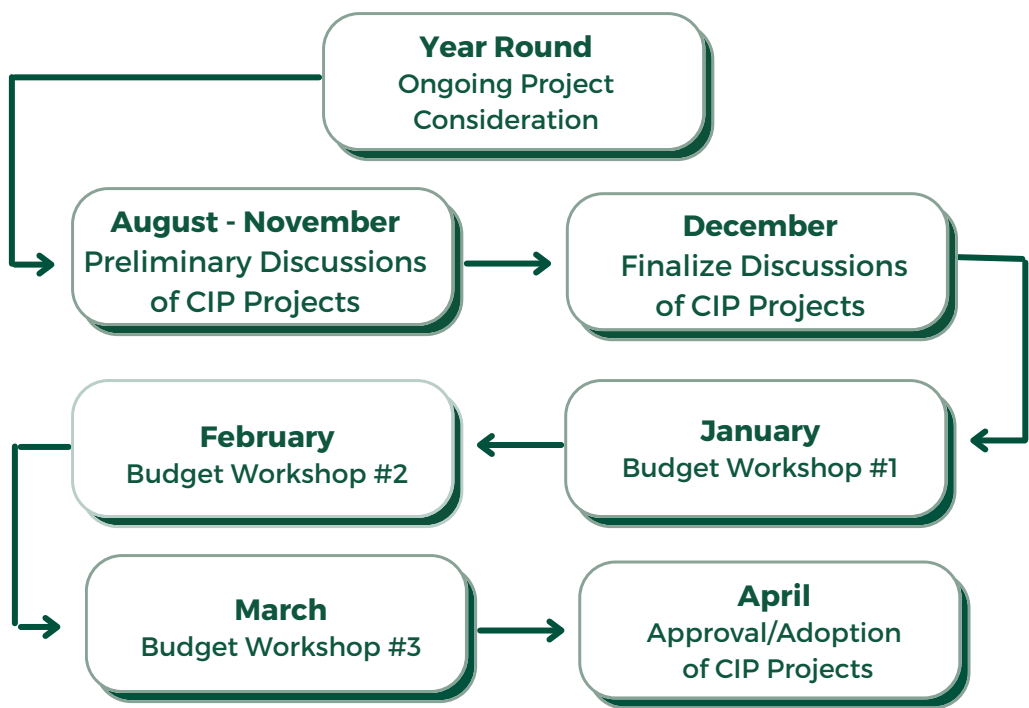 Year Round
Ongoing Project
Consideration
August - November
Preliminary Discussions
of CIP Projects
December
Finalize Discussions
of CIP Projects
January
Budget Workshop #1
February
Budget Workshop #2
March
Budget Workshop #3
April
Approval/Adoption
of CIP Projects